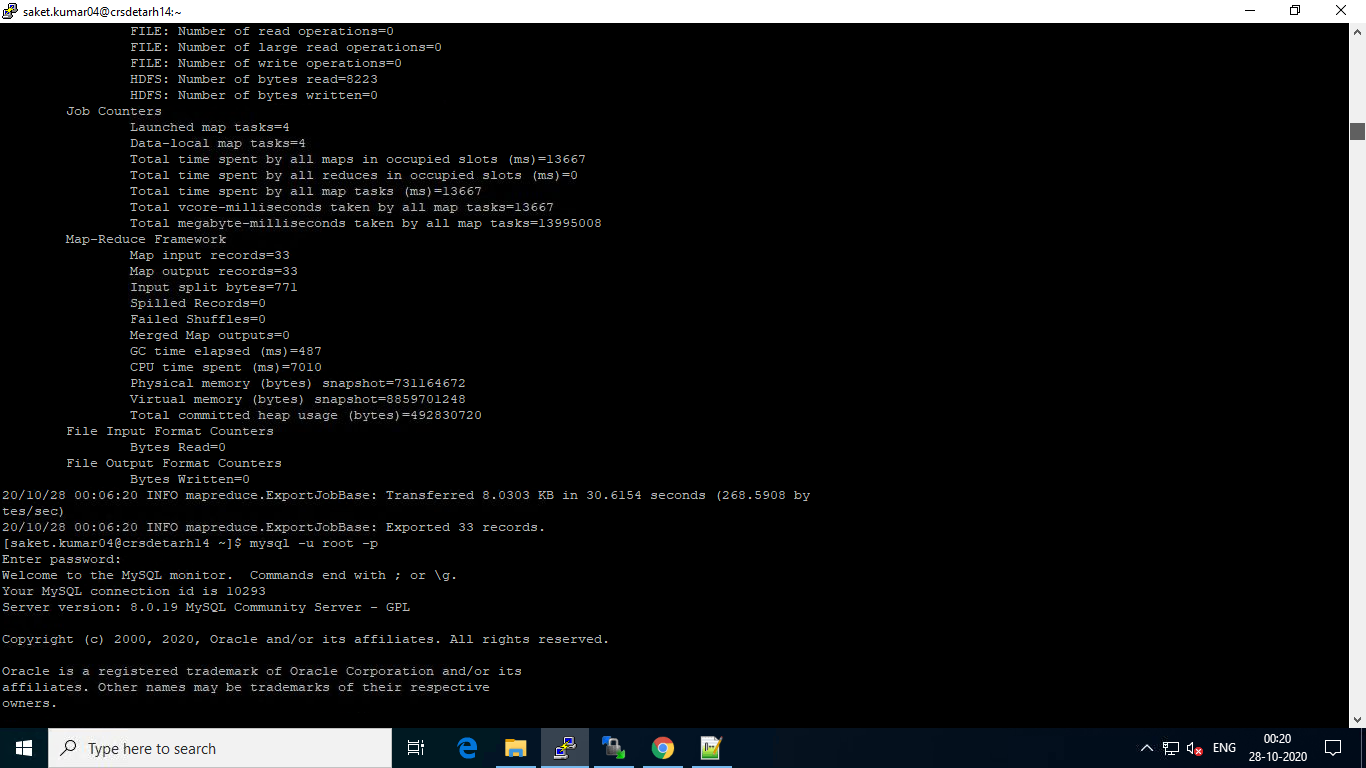 saket.kumar04@crsdetarh14:~
FILE: Number of read operations=0
FILE: Number of large read operations=0
FILE: Number of write operations=0
HDFS: Number of bytes read=8223
HDFS: Number of bytes written=0
Job Counters
Launched map tasks=4
Data-local map tasks=4
Total time spent by all maps in occupied slots (ms)=13667
Total time spent by all reduces in occupied slots (ms)=0
Total time spent by all map tasks (ms)=13667
Total vcore-milliseconds taken by all map tasks=13667
Total megabyte-milliseconds taken by all map tasks=13995008
Map-Reduce Framework
Map input records=33
Map output records=33
Input split bytes=771
Spilled Records=0
Failed Shuffles=0
Merged Map outputs=0
GC time elapsed (ms)=487
CPU time spent (ms)=7010
Physical memory (bytes) snapshot=731164672
Virtual memory (bytes) snapshot=8859701248
Total committed heap usage (bytes)=492830720
File Input Format Counters
Bytes Read=0
File Output Format Counters
Bytes Written=0
20/10/28 00:06:20 INFO mapreduce.ExportJobBase: Transferred 8.0303 KB in 30.6154 seconds (268.5908 by
tes/sec)
20/10/28 00:06:20 INFO mapreduce.ExportJobBase: Exported 33 records.
[saket.kumar04@crsdetarh14 ~]$ mysql -u root -p
Enter password:
Welcome to the MySQL monitor.  Commands end with ; or \g.
Your MySQL connection id is 10293
Server version: 8.0.19 MySQL Community Server - GPL
Copyright (c) 2000, 2020, Oracle and/or its affiliates. All rights reserved.
Oracle is a registered trademark of Oracle Corporation and/or its
affiliates. Other names may be trademarks of their respective
owners.
Type here to search
ENG
00:20
28-10-2020